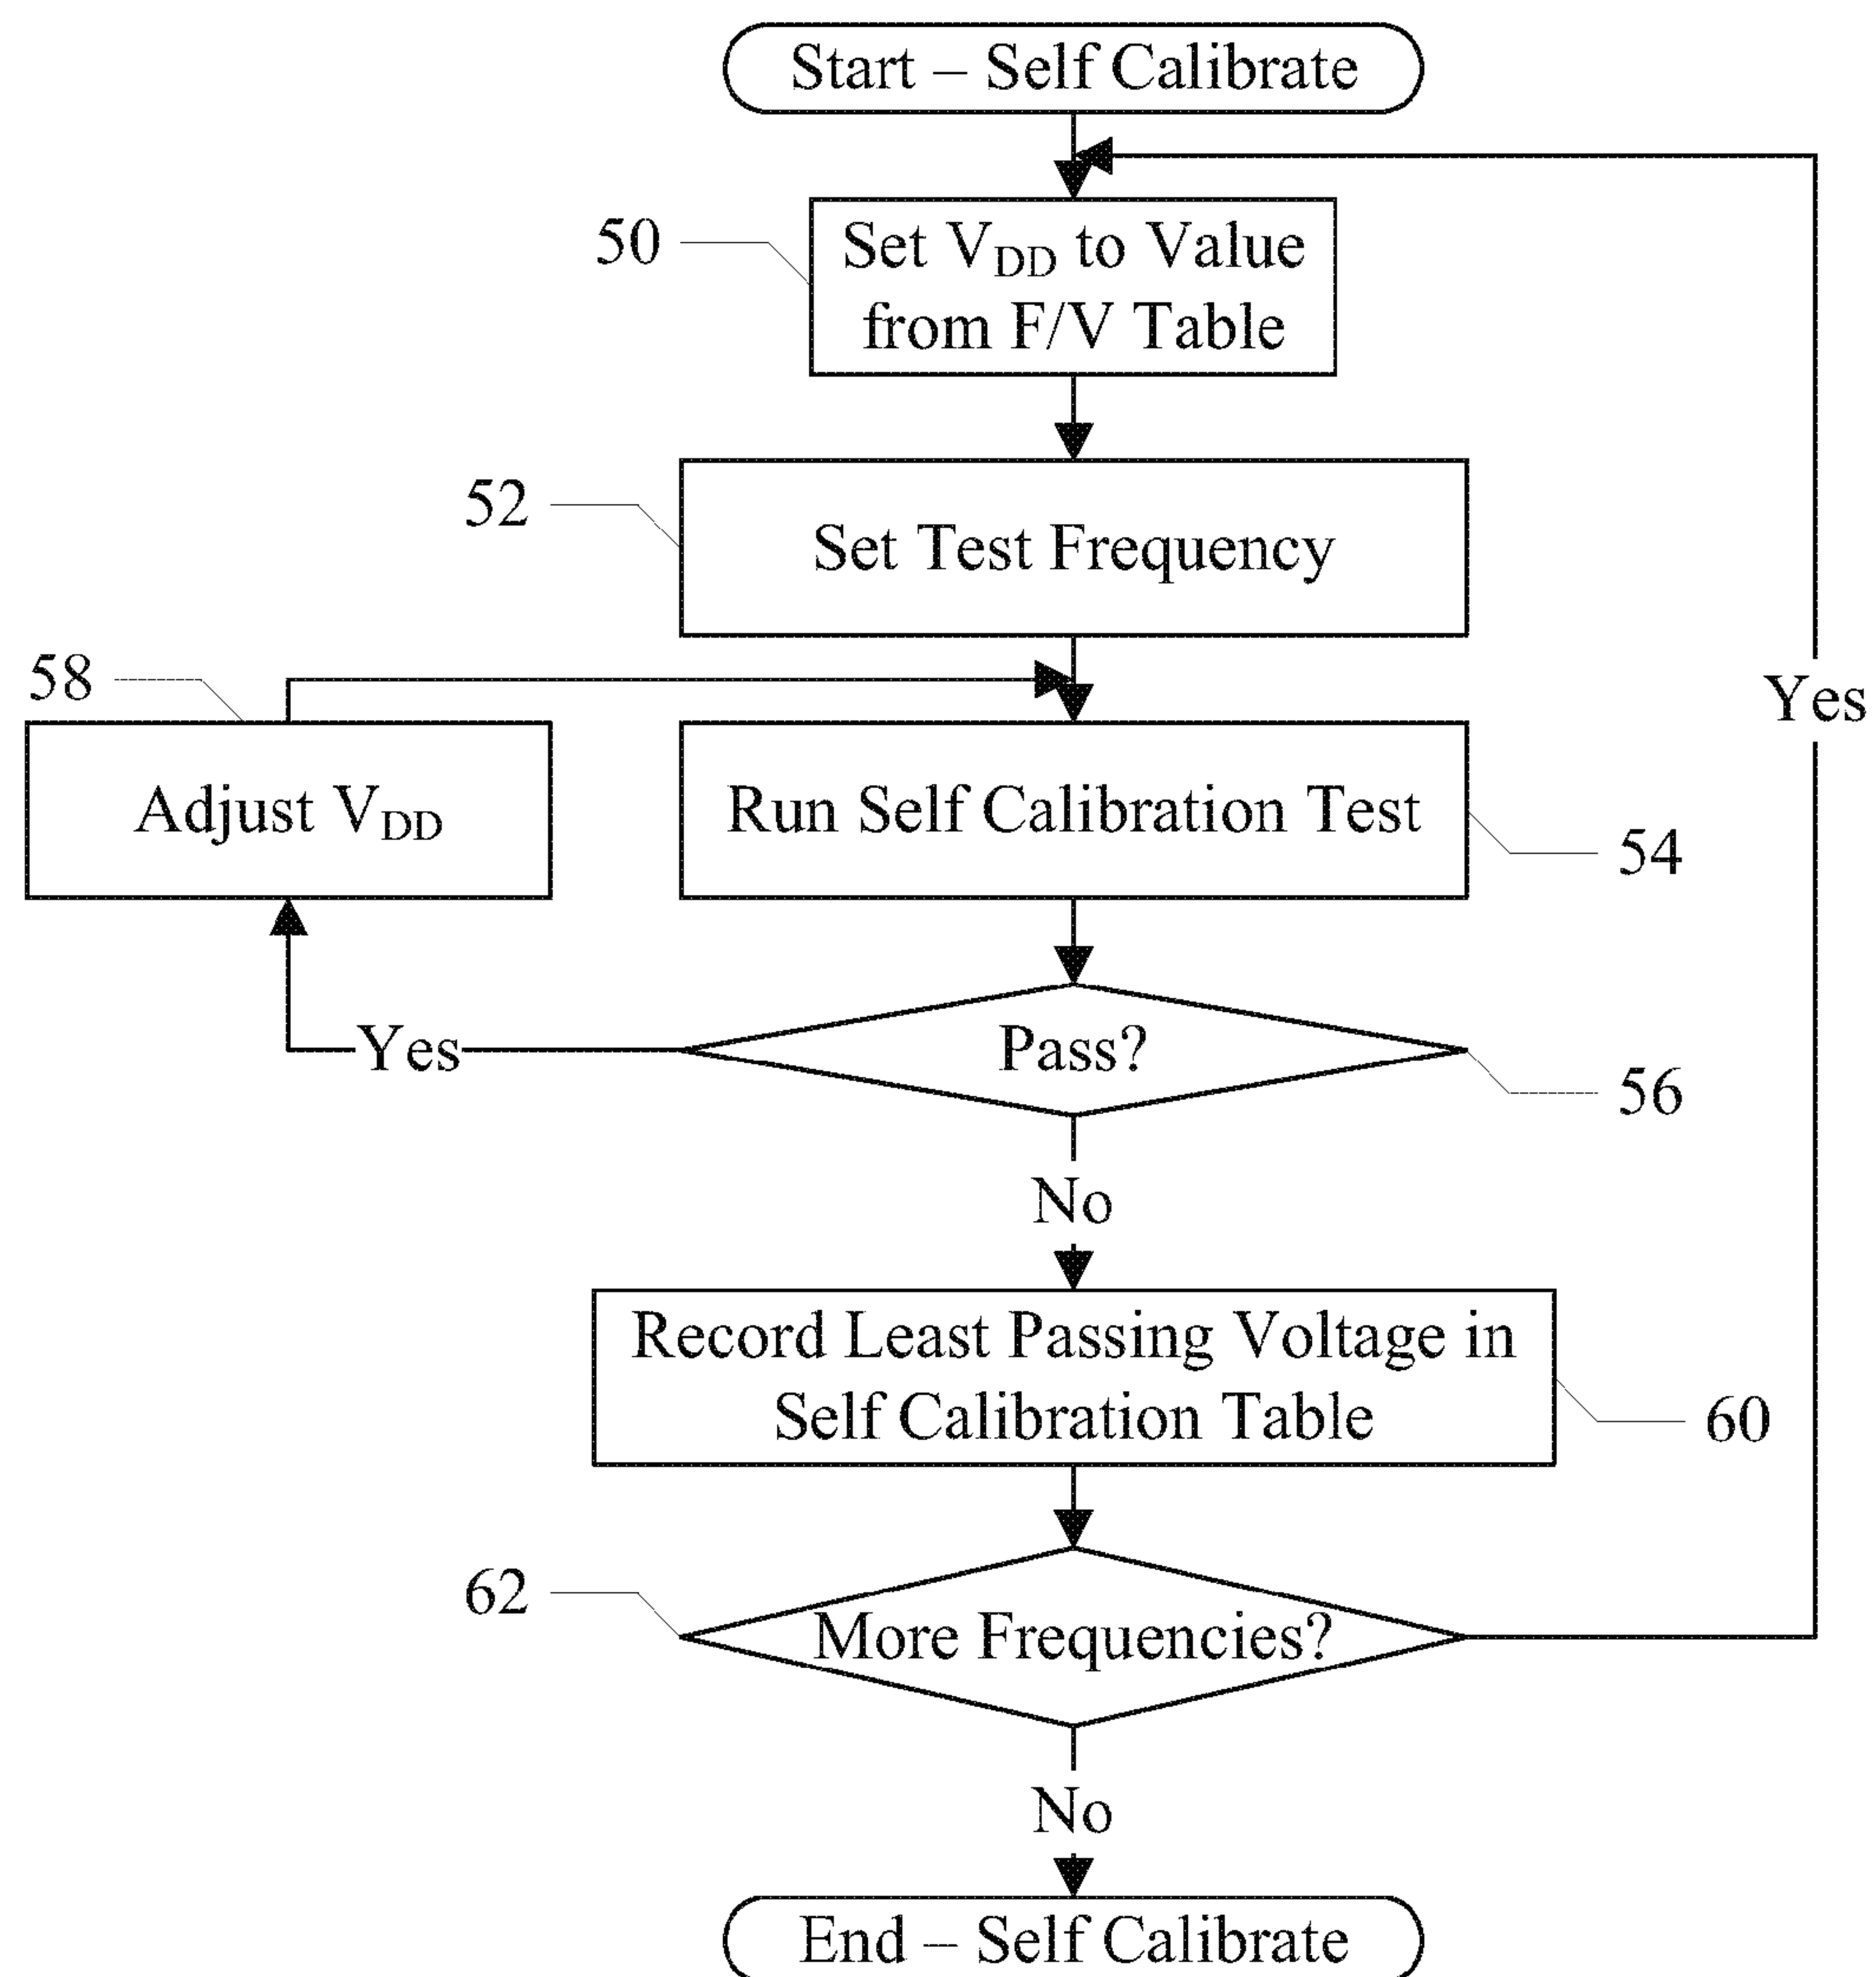 Start – Self Calibrate
50
Set VDD to Value
from F/V Table
52
Set Test Frequency
58
Yes
Adjust VDD
Run Self Calibration Test
54
Yes
Pass?
56
No
Record Least Passing Voltage in
Self Calibration Table
60
62
More Frequencies?
No
End – Self Calibrate